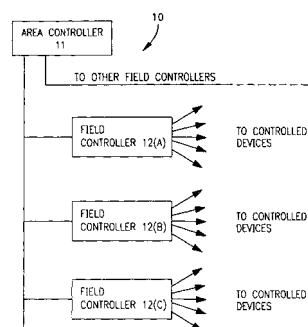 10
AREA CONTROLLER
11
TO OTHER FIELD CONTROLLERS
FIELD
CONTROLLER 12(A)
TO CONTROLLED
DEVICES
FIELD
CONTROLLER 12(B)
TO CONTROLLED
DEVICES
FIELD
CONTROLLER 12(C)
TO CONTROLLED
DEVICES